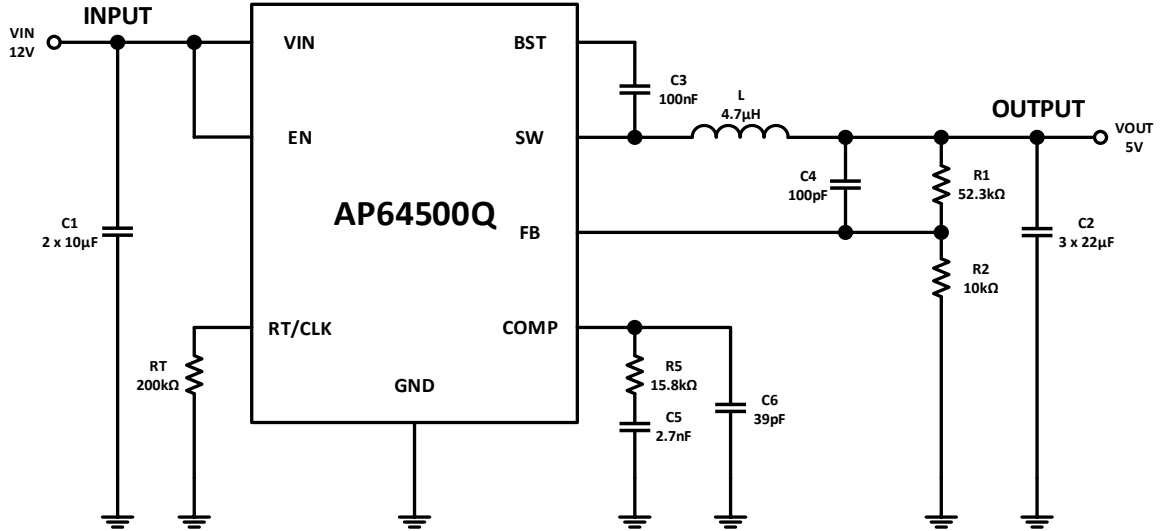 INPUT
VIN
12V
VIN
BST
C3
100nF
L
4.7µH
OUTPUT
VOUT
5V
EN
SW
C4
100pF
R1
52.3kΩ
AP64500Q
C1
2 x 10µF
FB
C2
3 x 22µF
R2
10kΩ
RT/CLK
COMP
RT
200kΩ
GND
R5
15.8kΩ
C5
2.7nF
C6
39pF